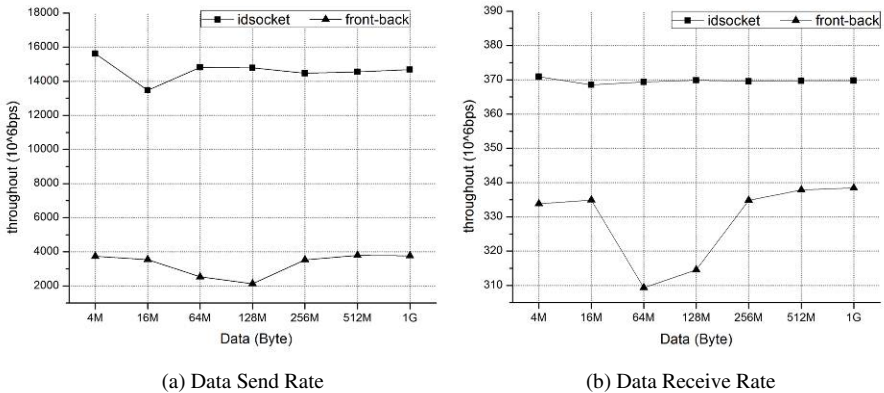 idsocket front-back
18000
16000
14000
12000
10000
8000
6000
4000
2000
throughout (10^6bps)
4M 16M 64M 128M 256M 512M 1G
Data (Byte)
(a) Data Send Rate
idsocket front-back
390
380
370
360
350
340
330
320
310
throughout (10^6bps)
4M 16M 64M 128M 256M 512M 1G
Data (Byte)
(b) Data Receive Rate